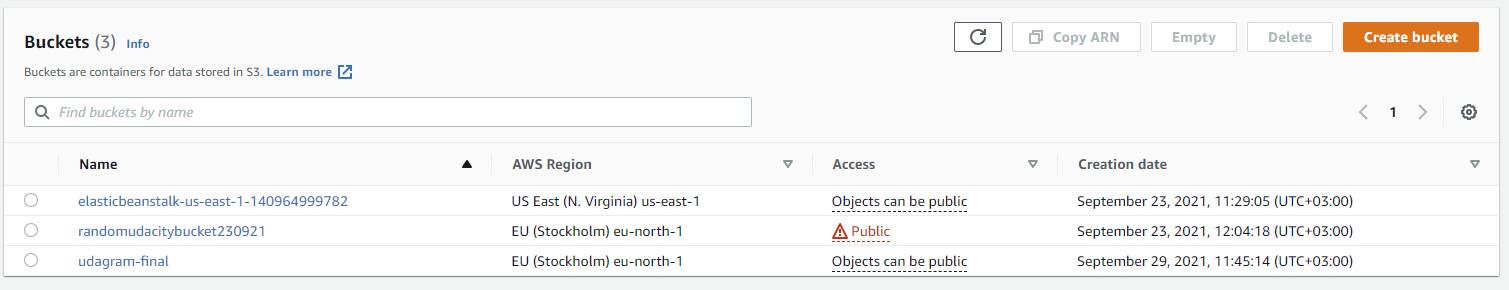 Buckets (3) Info
Copy ARN
Empty
Delete
Create bucket
Buckets are containers for data stored in S3. Learn more
Find buckets by name
1
Name AWS Region Access Creation date
elasticbeanstalk-us-east-1-140964999782 US East (N. Virginia) us-east-1 Objects can be public September 23, 2021, 11:29:05 (UTC+03:00)
randomudacitybucket230921 EU (Stockholm) eu-north-1 Public September 23, 2021, 12:04:18 (UTC+03:00)
udagram-final EU (Stockholm) eu-north-1 Objects can be public September 29, 2021, 11:45:14 (UTC+03:00)